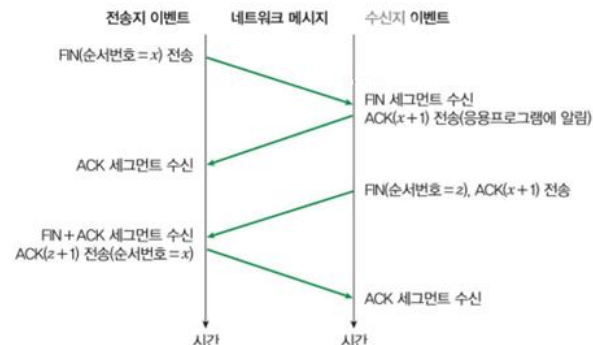 전송지 이벤트 네트워크 메시지 수신지 이벤트
FIN(순서번호=x) 전송
FIN 세그먼트 수신
ACK(x+1) 전송(응용프로그램에 알림)
ACK 세그먼트 수신
FIN(순서번호=z), ACK(x+1) 전송
FIN+ACK 세그먼트 수신
ACK(z+1) 전송(순서번호=x)
ACK 세그먼트 수신
시간 시간